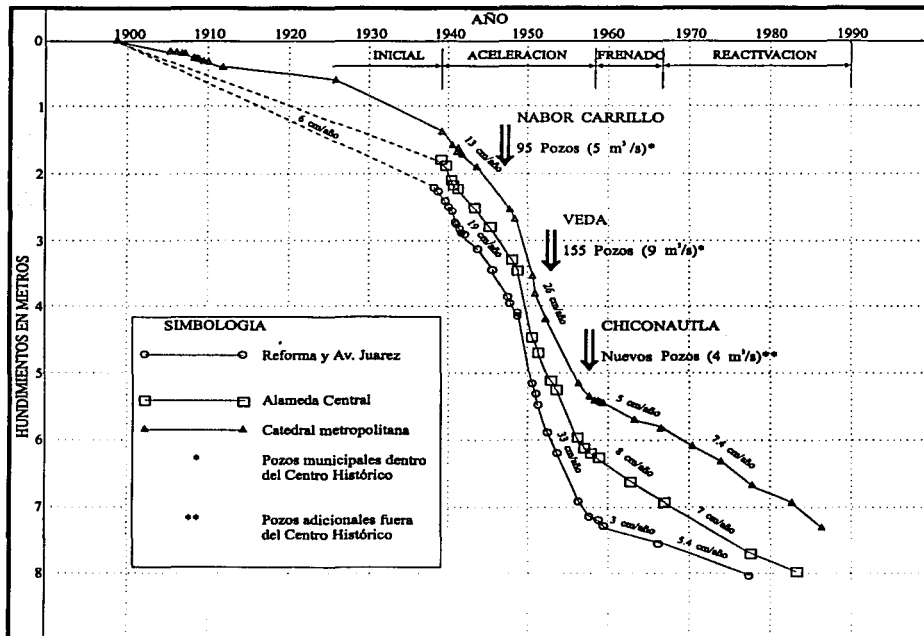 AÑO
1900 1910 1920 1930 1940 1950 1960 1970 1980 1990
INICIAL ACELERACION FRENADO REACTIVACION
HUNDIMIENTOS EN METROS
0
1
2
3
4
5
6
7
8
6 cm/año
13 cm/año
19 cm/año
26 cm/año
33 cm/año
5 cm/año
7.4 cm/año
8 cm/año
7 cm/año
3 cm/año
5.4 cm/año
NABOR CARRILLO
95 Pozos (5 m³/s)*
VEDA
155 Pozos (9 m³/s)*
CHICONAUTLA
Nuevos Pozos (4 m³/s)**
SIMBOLOGIA
Reforma y Av. Juarez
Alameda Central
Catedral metropolitana
* Pozos municipales dentro
del Centro Histórico
** Pozos adicionales fuera
del Centro Histórico